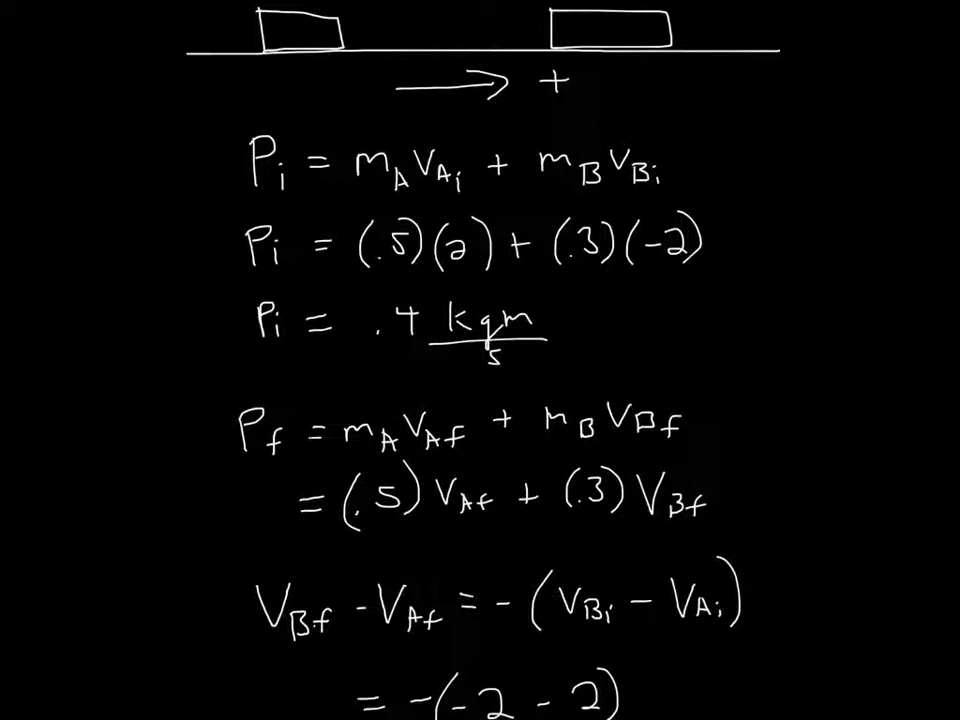 +
Pi = mAVAi + mBVBi
Pi = (.5)(2) + (.3)(-2)
Pi = .4 kgm/s
Pf = mAVAf + mBVBf
= (.5)VAf + (.3)VBf
VBf - VAf = -(VBi - VAi)
= -(-2 - 2)